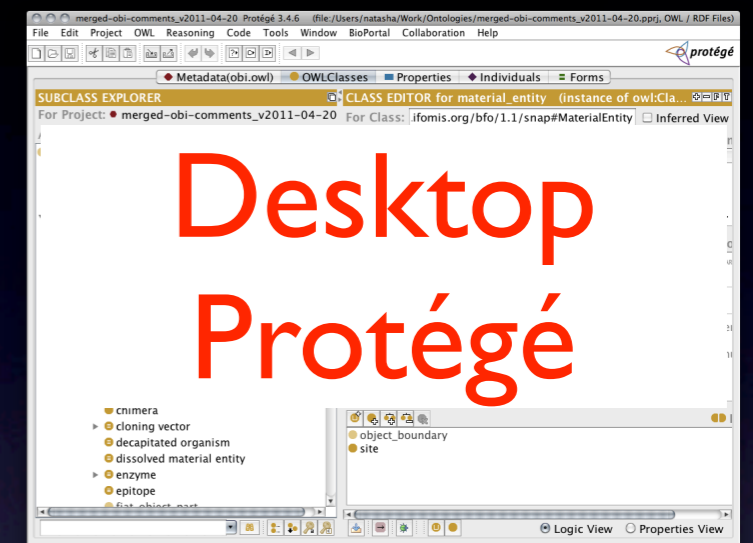 merged-obi-comments_v2011-04-20 Protégé 3.4.6 (file:/Users/natasha/Work/Ontologies/merged-obi-comments_v2011-04-20.pprj, OWL / RDF Files)
File Edit Project OWL Reasoning Code Tools Window BioPortal Collaboration Help
protégé
Metadata(obi.owl) OWLClasses Properties Individuals Forms
SUBCLASS EXPLORER
CLASS EDITOR for material_entity (instance of owl:Cla...
For Project: merged-obi-comments_v2011-04-20
For Class: .ifomis.org/bfo/1.1/snap#MaterialEntity Inferred View
Desktop
Protégé
chimera
cloning vector
decapitated organism
dissolved material entity
enzyme
epitope
fiat_object_part
object_boundary
site
Logic View Properties View